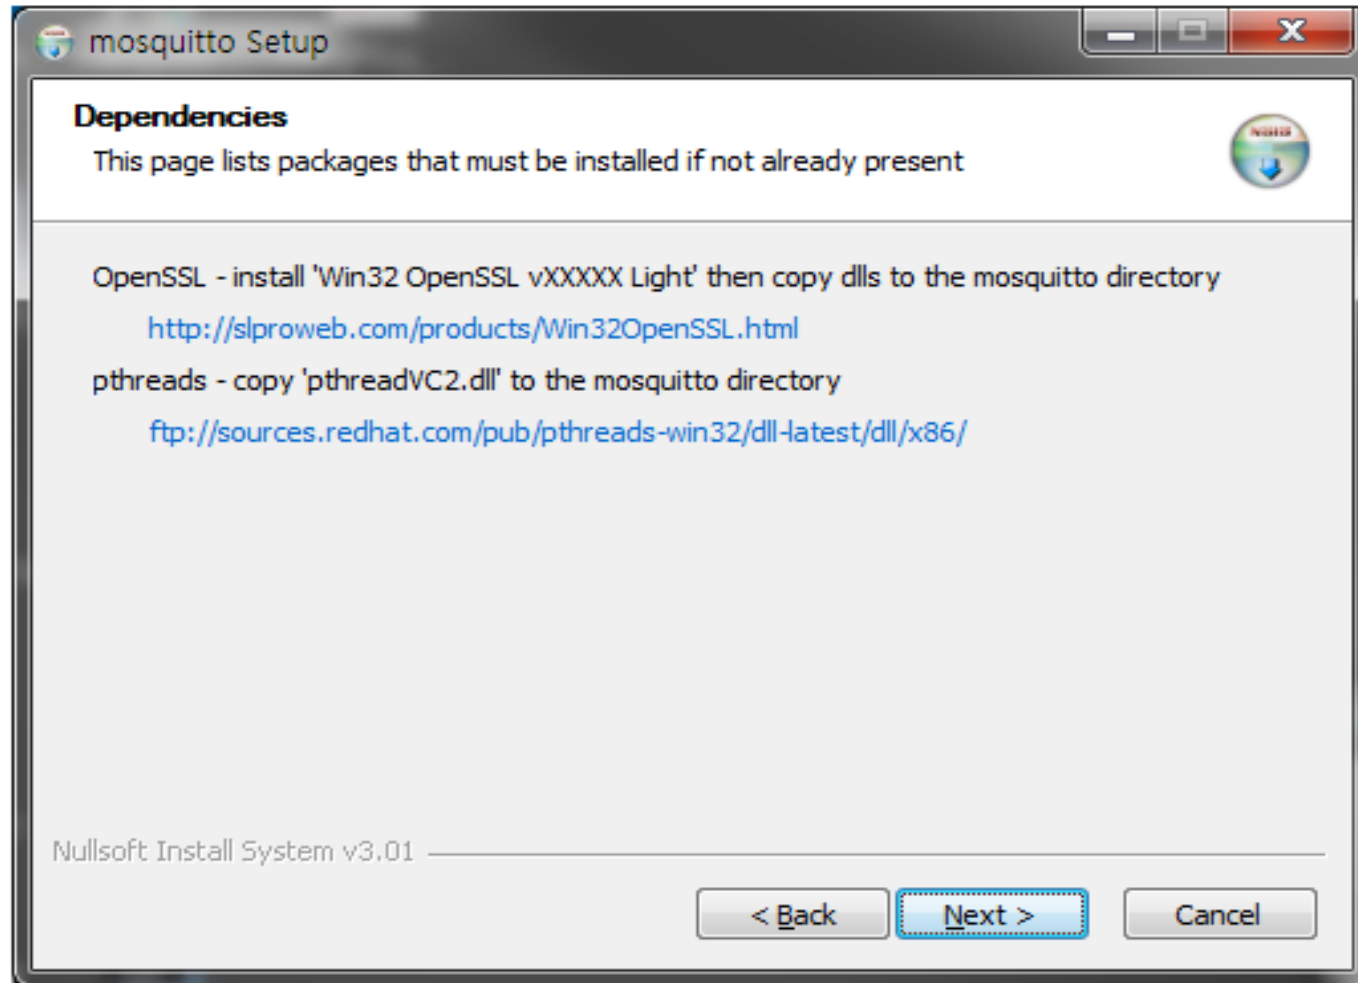 mosquitto Setup
Dependencies
This page lists packages that must be installed if not already present
OpenSSL - install 'Win32 OpenSSL vXXXXX Light' then copy dlls to the mosquitto directory
http://slproweb.com/products/Win32OpenSSL.html
pthreads - copy 'pthreadVC2.dll' to the mosquitto directory
ftp://sources.redhat.com/pub/pthreads-win32/dll-latest/dll/x86/
Nullsoft Install System v3.01
< Back
Next >
Cancel